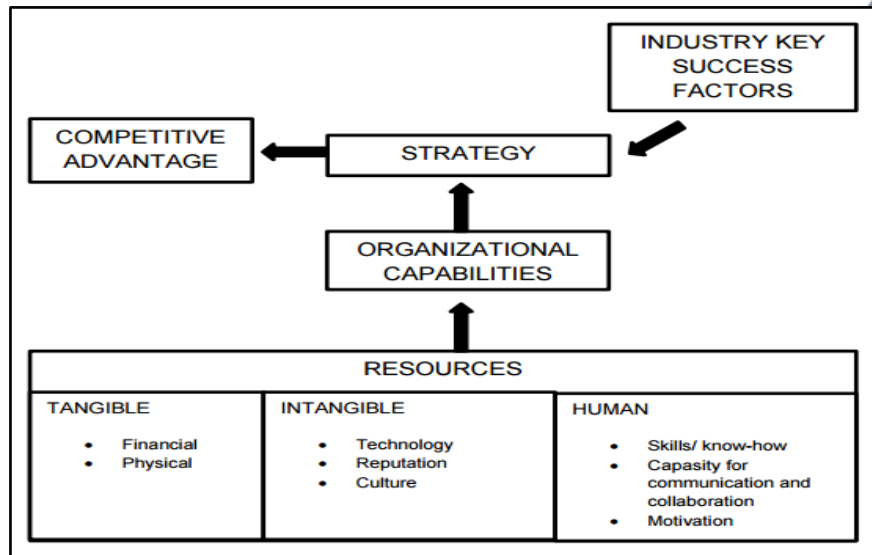 INDUSTRY KEY
SUCCESS
FACTORS
COMPETITIVE
ADVANTAGE
STRATEGY
ORGANIZATIONAL
CAPABILITIES
RESOURCES
TANGIBLE
• Financial
• Physical
INTANGIBLE
• Technology
• Reputation
• Culture
HUMAN
• Skills/ know-how
• Capasity for
communication and
collaboration
• Motivation